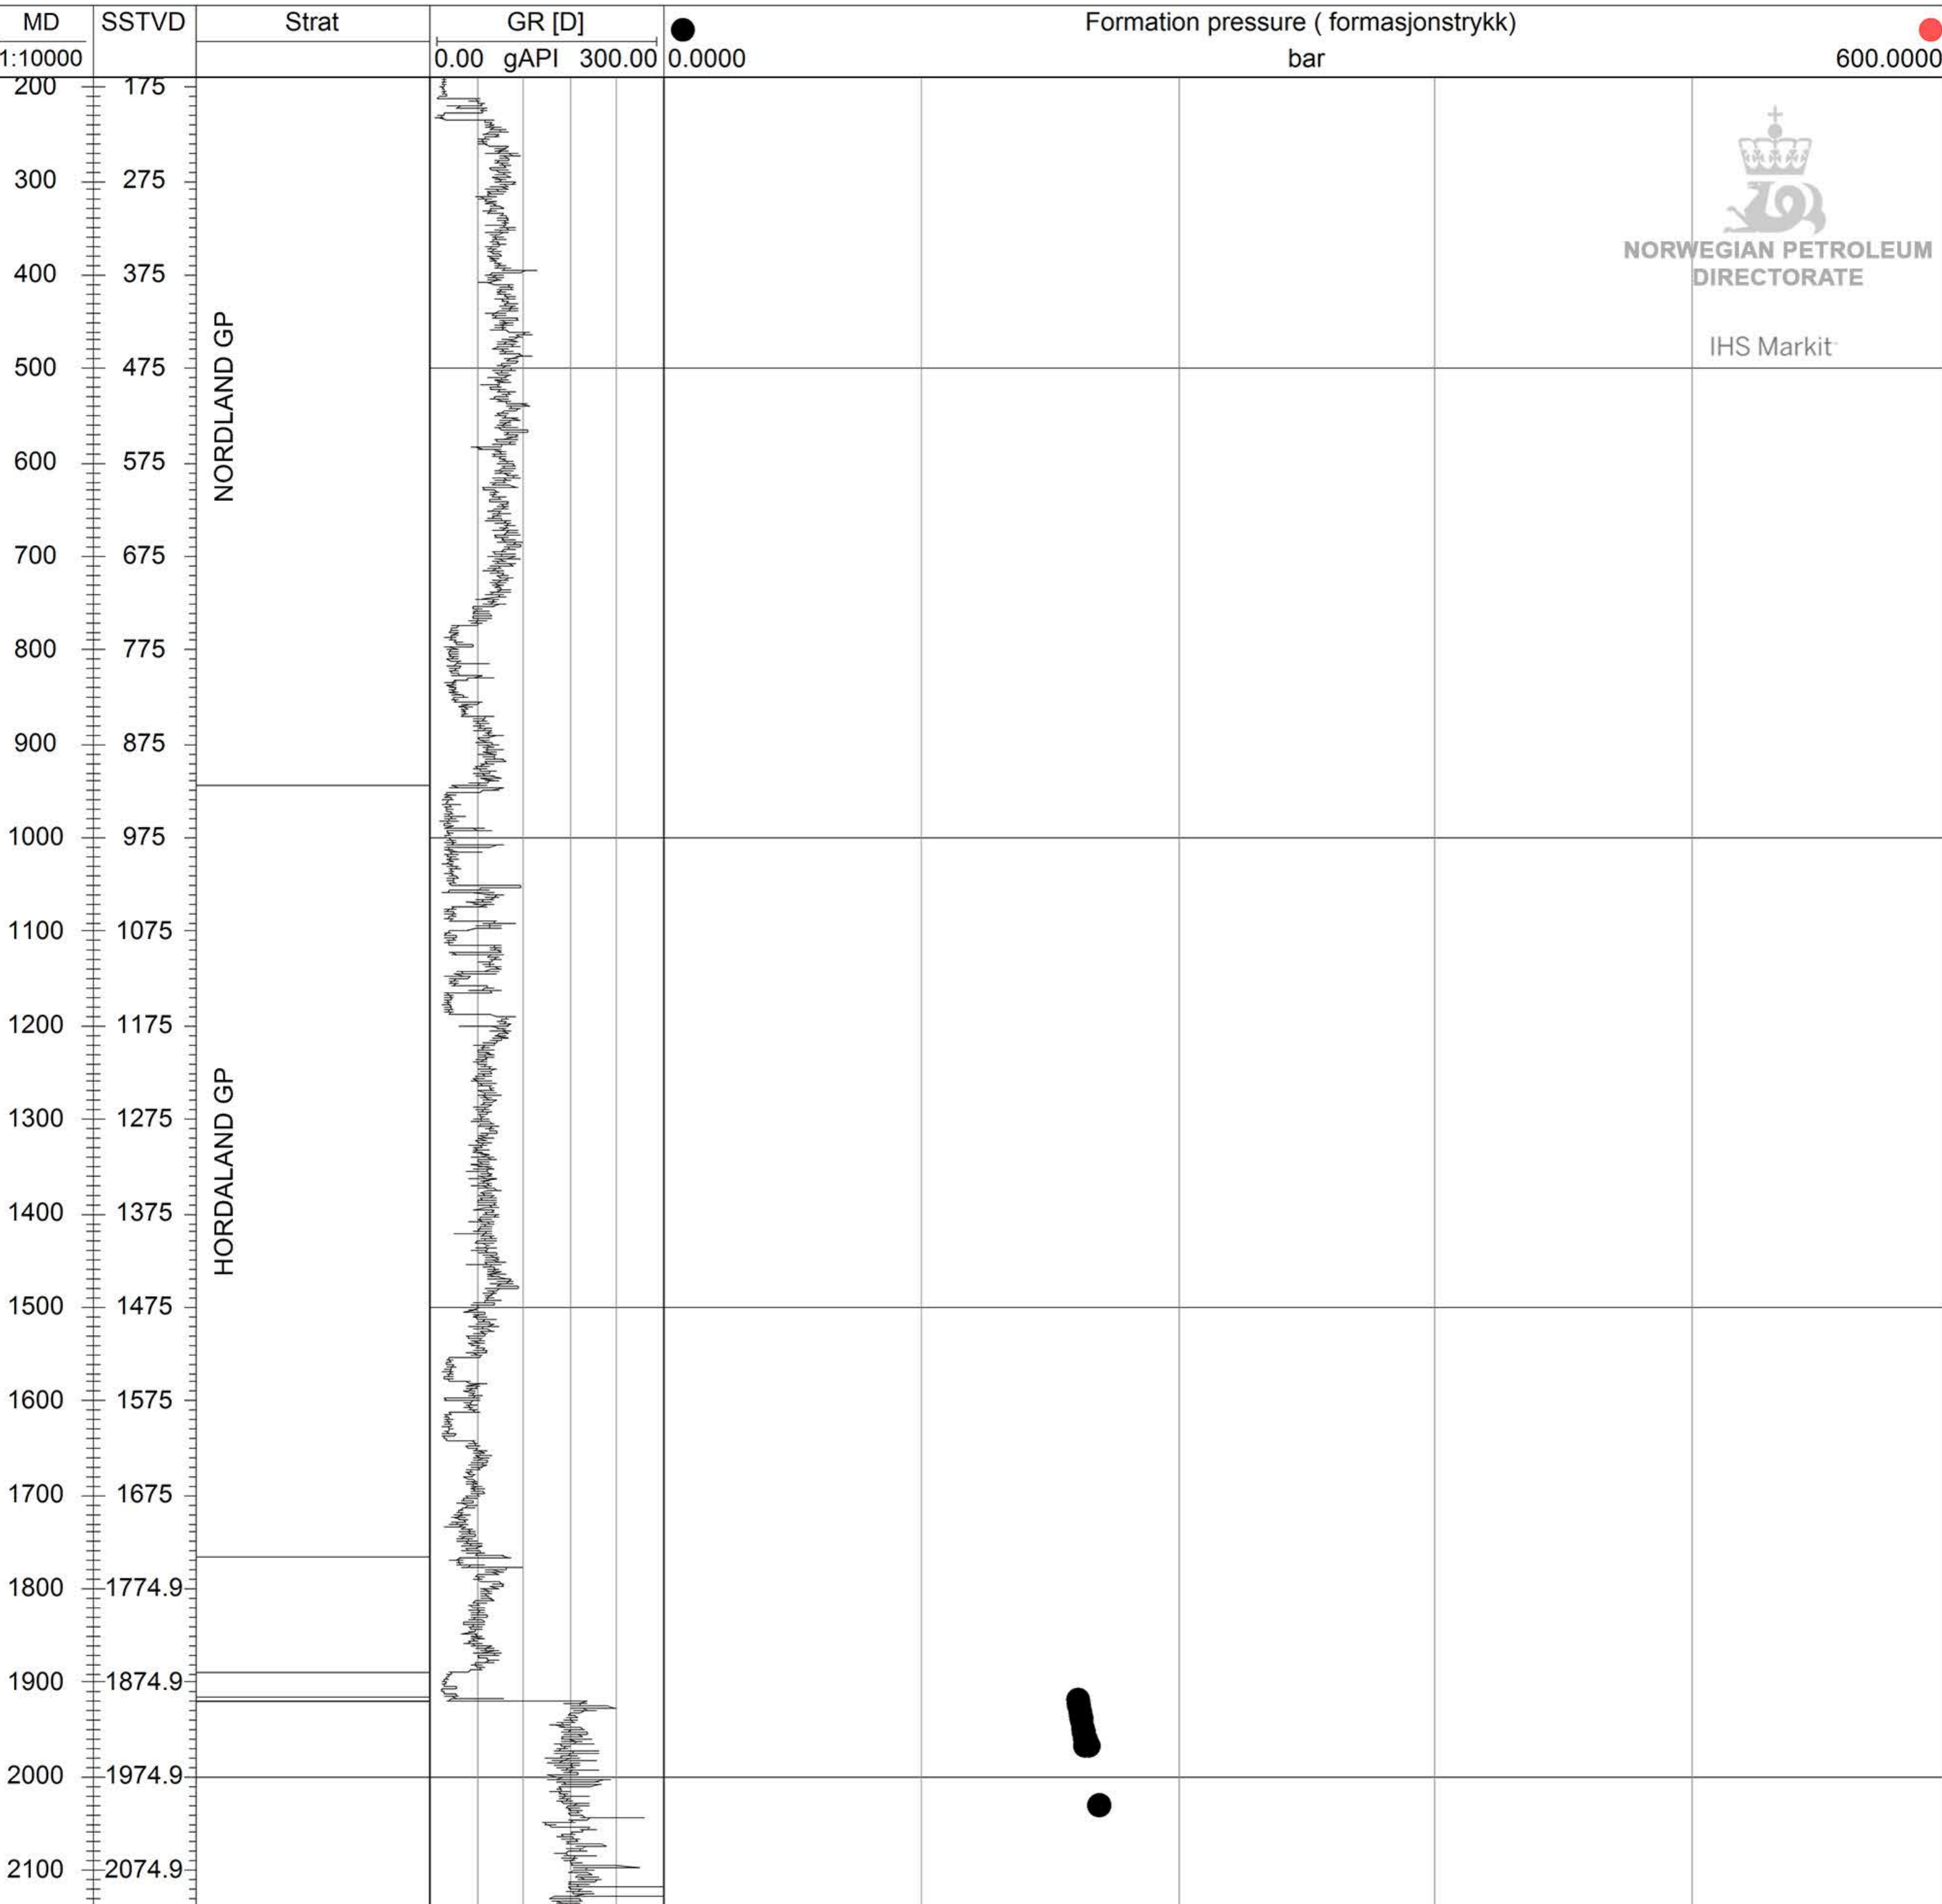 MD SSTVD Strat GR [D] Formation pressure ( formasjonstrykk)
1:10000 0.00 gAPI 300.00 0.0000 bar 600.0000
200 175
300 275
NORWEGIAN PETROLEUM
DIRECTORATE
400 375
IHS Markit
NORDLAND GP
500 475
600 575
700 675
800 775
900 875
1000 975
1100 1075
1200 1175
HORDALAND GP
1300 1275
1400 1375
1500 1475
1600 1575
1700 1675
1800 1774.9
1900 1874.9
2000 1974.9
2100 2074.9